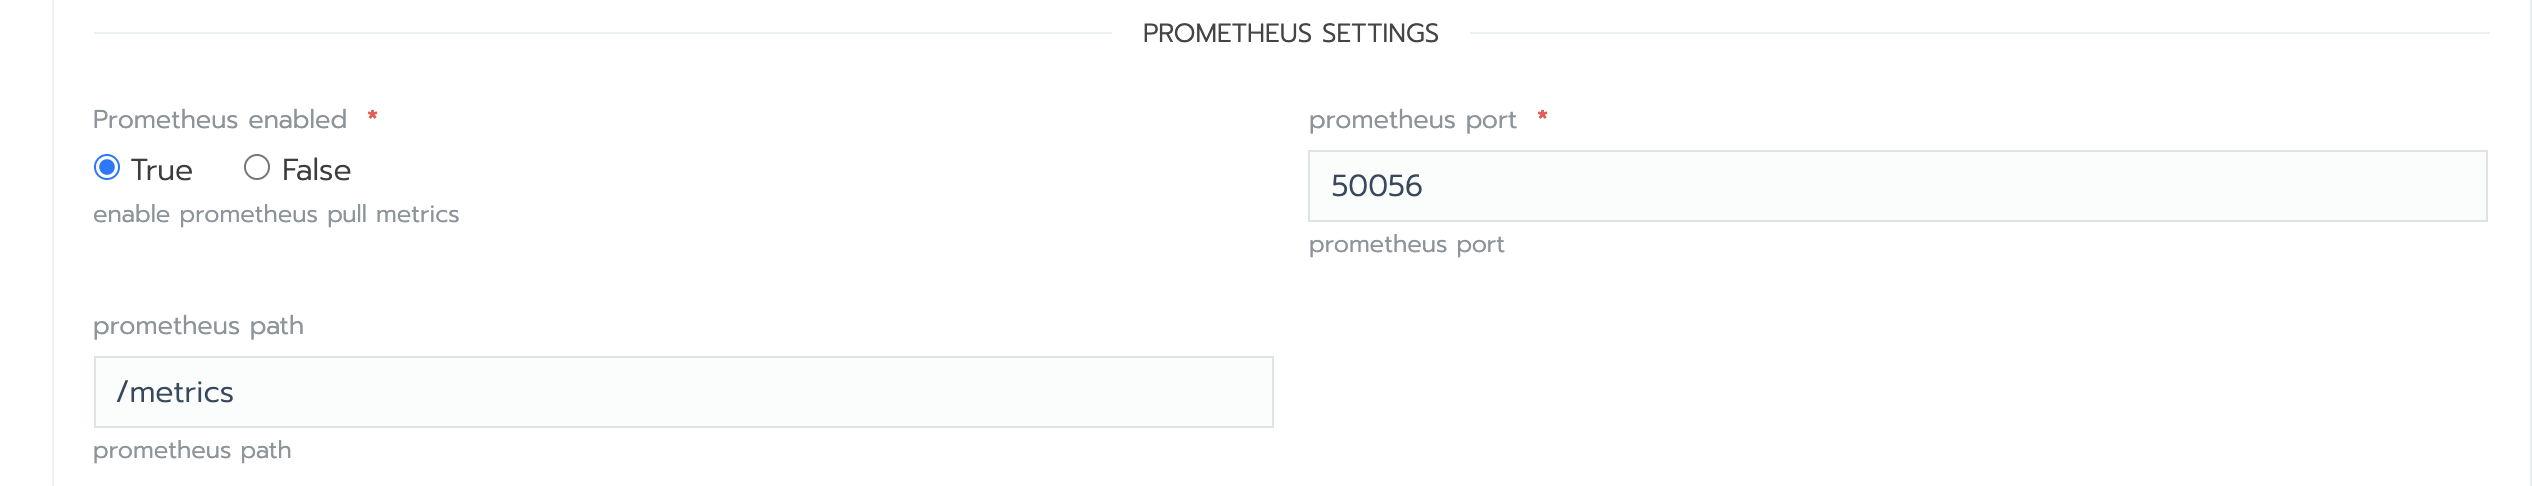 PROMETHEUS SETTINGS
Prometheus enabled *
True False
enable prometheus pull metrics
prometheus port *
50056
prometheus port
prometheus path
/metrics
prometheus path